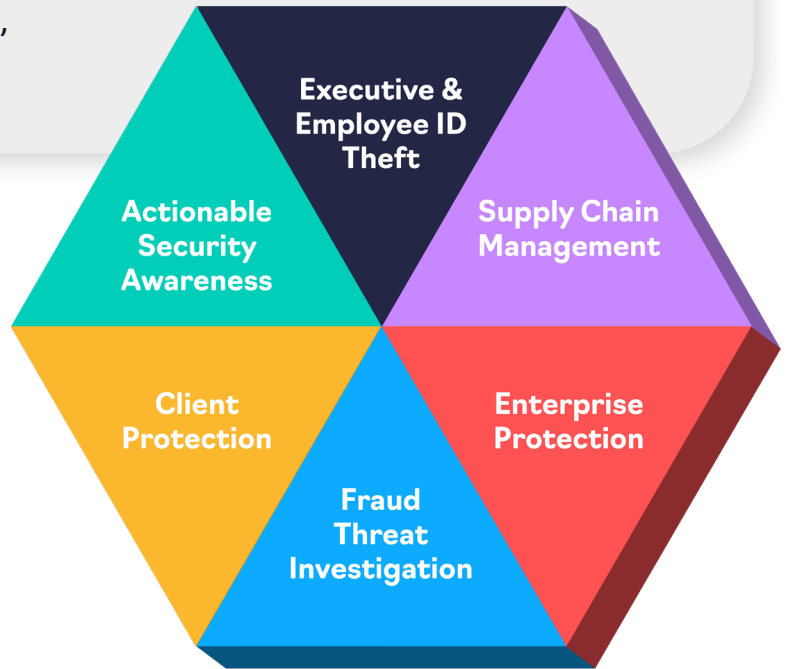 ,
Executive &
Employee ID
Theft
Actionable
Security
Awareness
Supply Chain
Management
Client
Protection
Enterprise
Protection
Fraud
Threat
Investigation